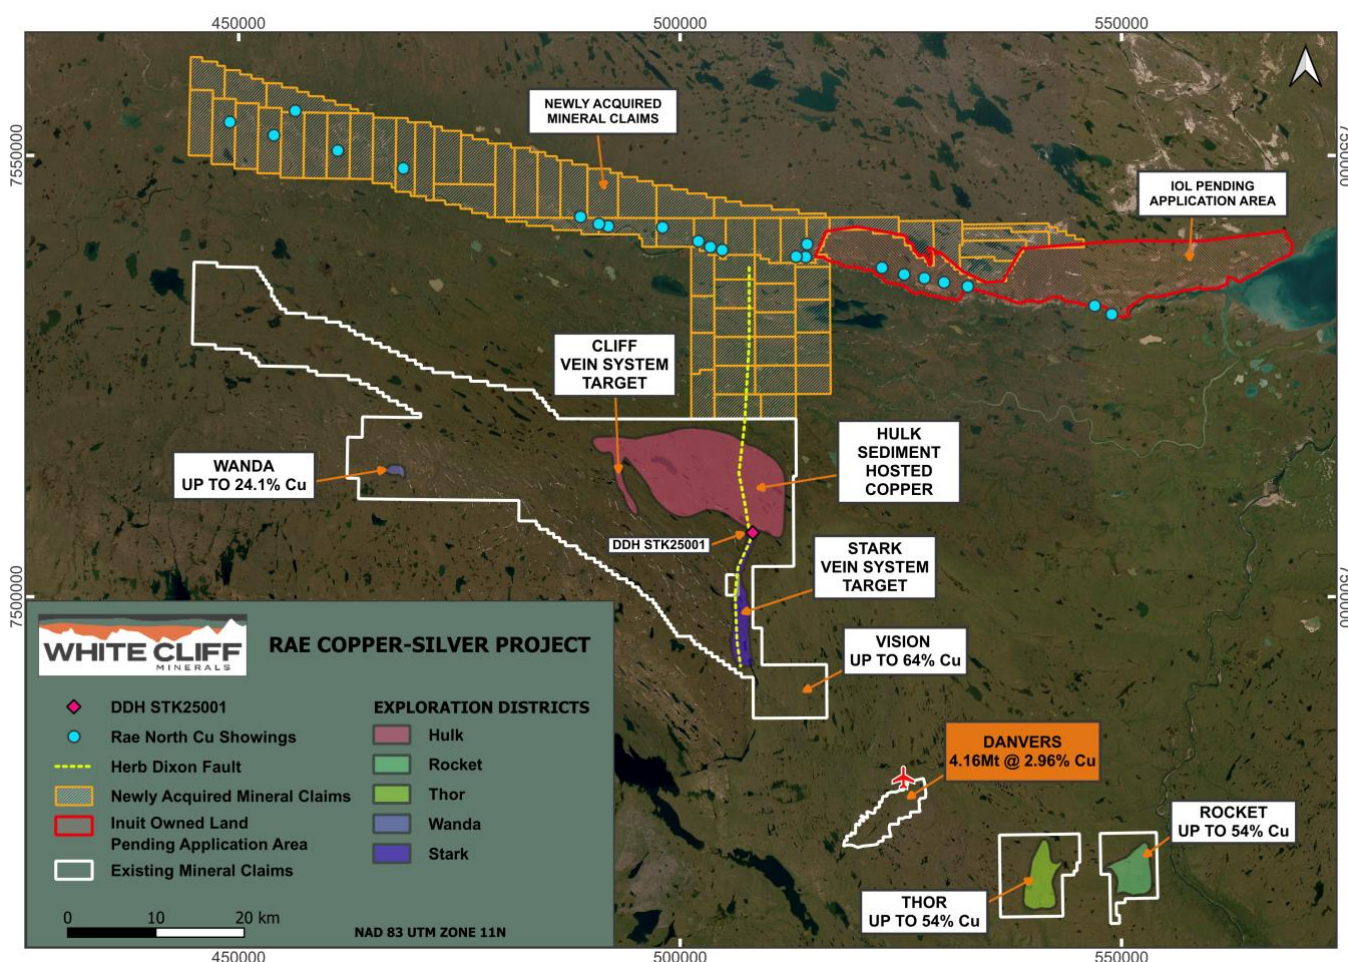 450000
500000
550000
NEWLY ACQUIRED
MINERAL CLAIMS
7550000
7550000
IOL PENDING
APPLICATION AREA
CLIFF
VEIN SYSTEM
TARGET
HULK
SEDIMENT
HOSTED
COPPER
WANDA
UP TO 24.1% Cu
DDH STK25001
STARK
VEIN SYSTEM
TARGET
7500000
7500000
VISION
UP TO 64% Cu
DANVERS
4.16Mt @ 2.96% Cu
ROCKET
UP TO 54% Cu
THOR
UP TO 54% Cu
WHITE CLIFF
MINERALS
RAE COPPER-SILVER PROJECT
DDH STK25001
Rae North Cu Showings
Herb Dixon Fault
Newly Acquired Mineral Claims
Inuit Owned Land
Pending Application Area
Existing Mineral Claims
EXPLORATION DISTRICTS
Hulk
Rocket
Thor
Wanda
Stark
0 10 20 km
NAD 83 UTM ZONE 11N
450000
500000
550000